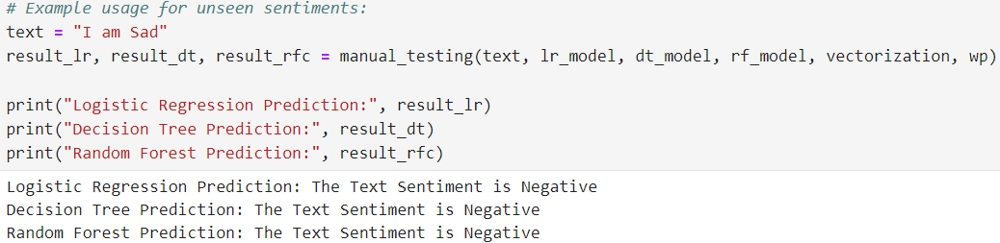 # Example usage for unseen sentiments:
text = "I am Sad"
result_lr, result_dt, result_rfc = manual_testing(text, lr_model, dt_model, rf_model, vectorization, wp)
print("Logistic Regression Prediction:", result_lr)
print("Decision Tree Prediction:", result_dt)
print("Random Forest Prediction:", result_rfc)
Logistic Regression Prediction: The Text Sentiment is Negative
Decision Tree Prediction: The Text Sentiment is Negative
Random Forest Prediction: The Text Sentiment is Negative